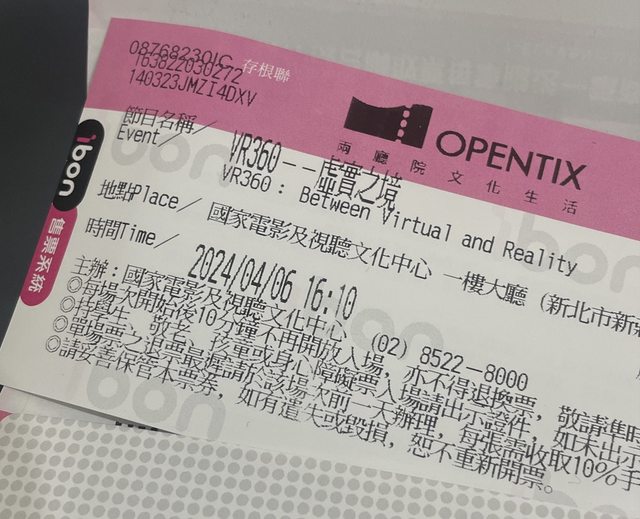 08768230IC
163822030272 存根聯
140323JMZI4DXV
OPENTIX
兩廳院文化生活
ibon 售票系統
節目名稱/ VR360--虛實之境
Event/ VR360: Between Virtual and Reality
地點Place/ 國家電影及視聽文化中心 一樓大廳 (新北市新
時間Time/ 2024/04/06 16:10
主辦:國家電影及視聽文化中心 (02) 8522-8000
◎每場次開始後10分鐘不再開放入場, 亦不得退換票, 敬請準時
◎學生、敬老、孩童或身心障礙票入場請出示證件, 如未出示
◎單場票之退票最遲請於該場次前一天辦理, 每張需收取10%手
◎請妥善保管本票券, 如有遺失或毀損, 恕不重新開票。